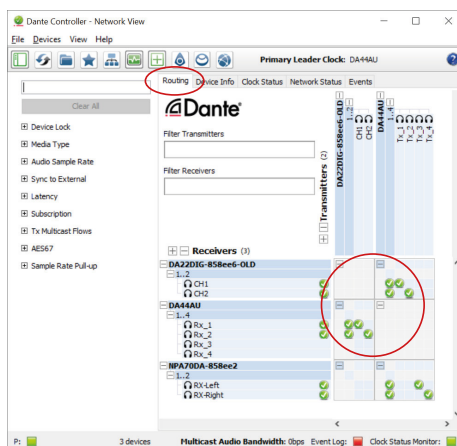 Dante Controller - Network View
File Devices View Help
Primary Leader Clock: DA44AU
?
Routing Device Info Clock Status Network Status Events
Clear All
Device Lock
Media Type
Audio Sample Rate
Sync to External
Latency
Subscription
Tx Multicast Flows
AES67
Sample Rate Pull-up
Dante®
Filter Transmitters
Filter Receivers
Transmitters (2)
DA22DIG-858ee6-OLD
1..2
CH1
CH2
DA44AU
1..4
Tx_1
Tx_2
Tx_3
Tx_4
Receivers (3)
DA22DIG-858ee6-OLD
1..2
CH1
CH2
DA44AU
1..4
Rx_1
Rx_2
Rx_3
Rx_4
NPA70DA-858ee2
1..2
RX-Left
RX-Right
P: 3 devices Multicast Audio Bandwidth: 0bps Event Log: Clock Status Monitor: